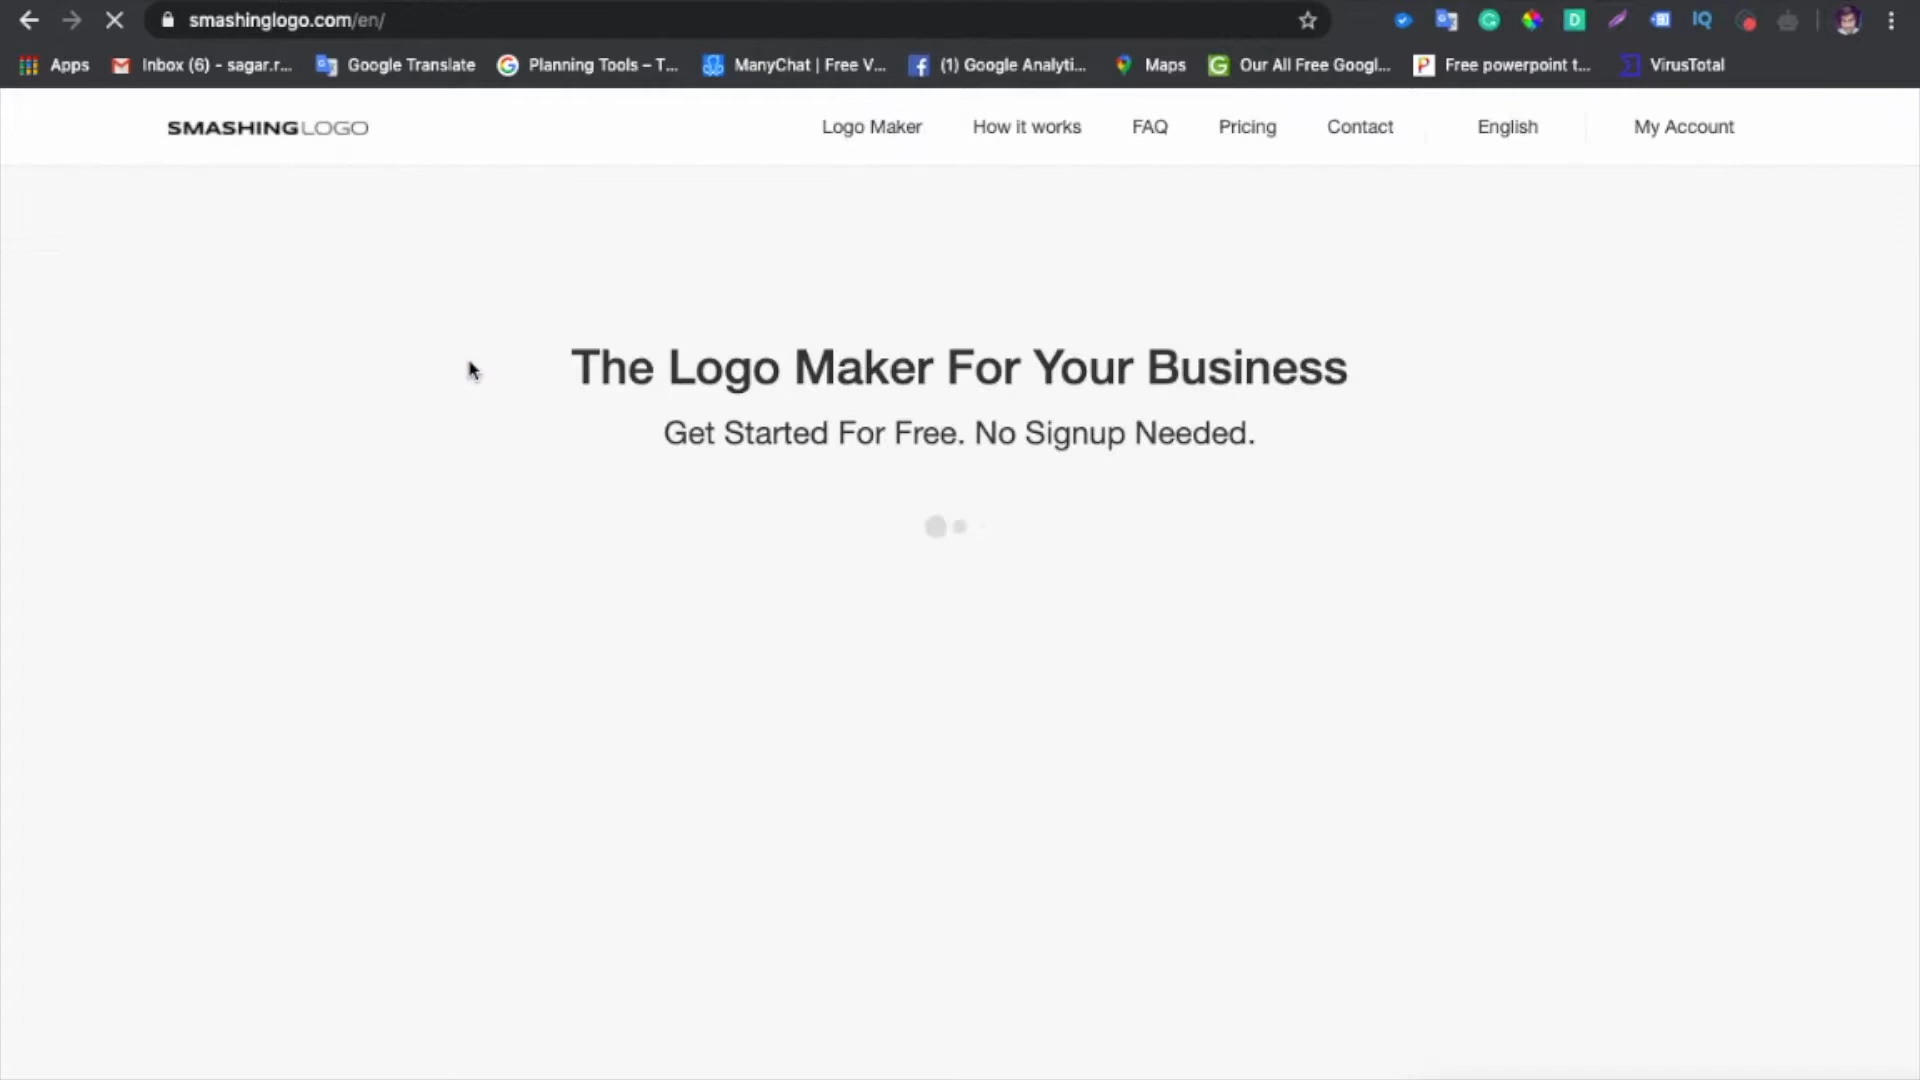 smashinglogo.com/en/
IQ
Apps
Inbox (6) - sagar.r...
Google Translate
Planning Tools – T...
ManyChat | Free V...
(1) Google Analyti...
Maps
Our All Free Googl...
Free powerpoint t...
VirusTotal
SMASHINGLOGO
Logo Maker
How it works
FAQ
Pricing
Contact
English
My Account
The Logo Maker For Your Business
Get Started For Free. No Signup Needed.